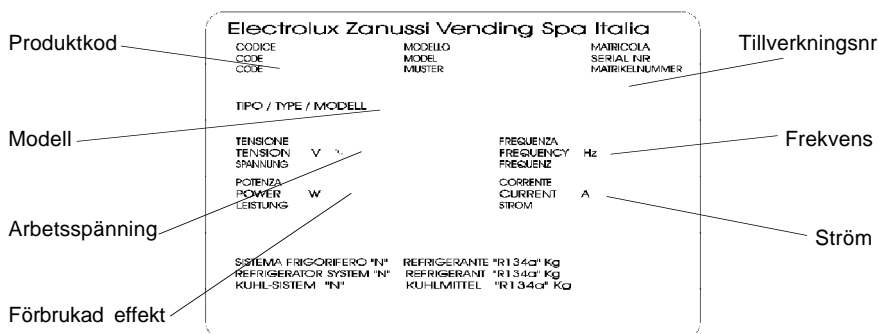 Electrolux Zanussi Vending Spa Italia
Produktkod
CODICE MODELLO MATRICOLA
CODE MODEL SERIAL NR
CODE MUSTER MATRIKELNUMMER
Tillverkningsnr
TIPO / TYPE / MODELL
Modell
TENSIONE FREQUENZA
TENSION V FREQUENCY Hz
SPANNUNG FREQUENZ
Frekvens
POTENZA CORRENTE
POWER W CURRENT A
LEISTUNG STROM
Arbetsspänning
Ström
SISTEMA FRIGORIFERO "N" REFRIGERANTE "R134a" Kg
REFRIGERATOR SYSTEM "N" REFRIGERANT "R134a" Kg
KUHL-SISTEM "N" KUHLMITTEL "R134a" Kg
Förbrukad effekt